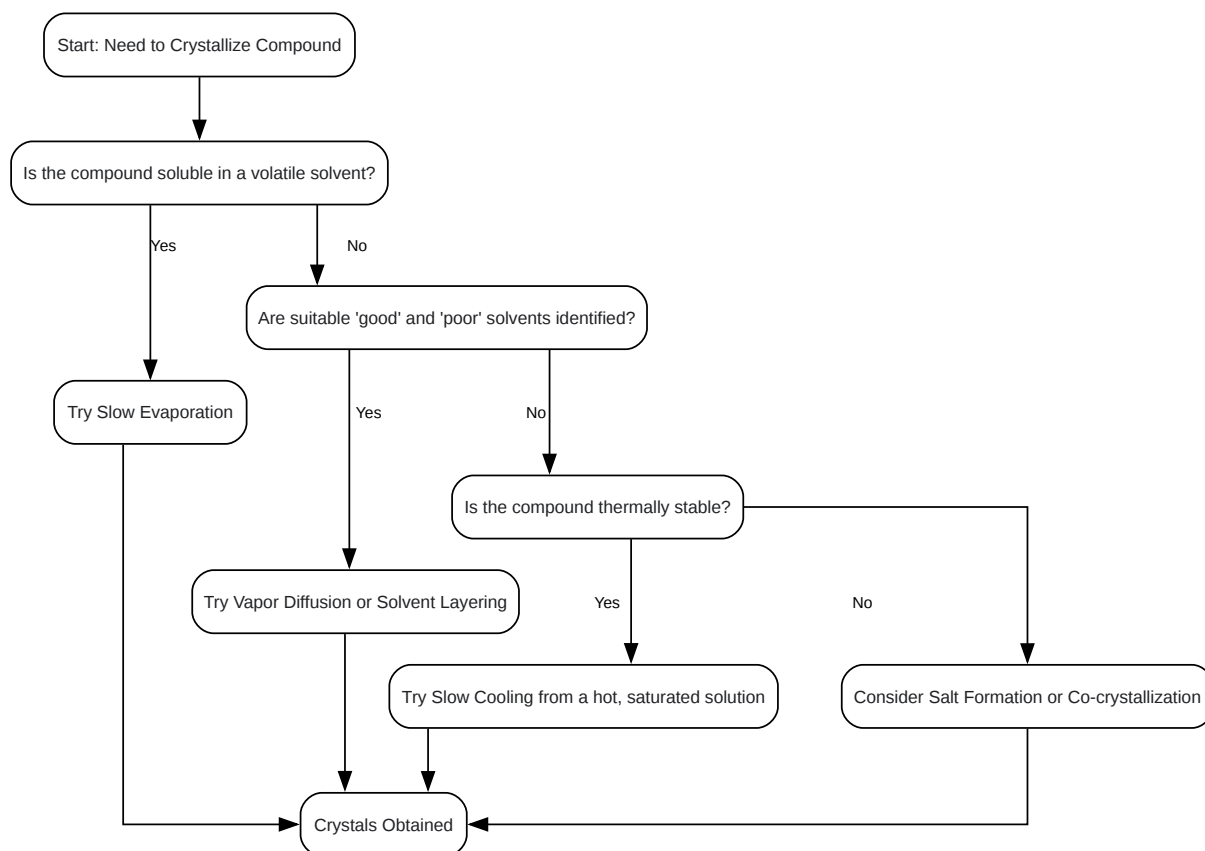 Start: Need to Crystallize Compound
Is the compound soluble in a volatile solvent?
Yes
No
Are suitable 'good' and 'poor' solvents identified?
Try Slow Evaporation
Yes
No
Is the compound thermally stable?
Try Vapor Diffusion or Solvent Layering
Yes
No
Try Slow Cooling from a hot, saturated solution
Consider Salt Formation or Co-crystallization
Crystals Obtained